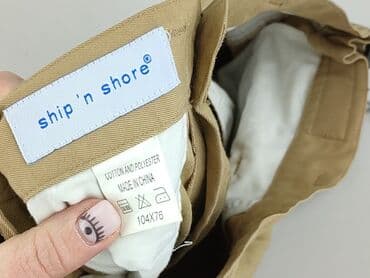 ship 'n shore®
COTTON AND POLYESTER
MADE IN CHINA
104X76